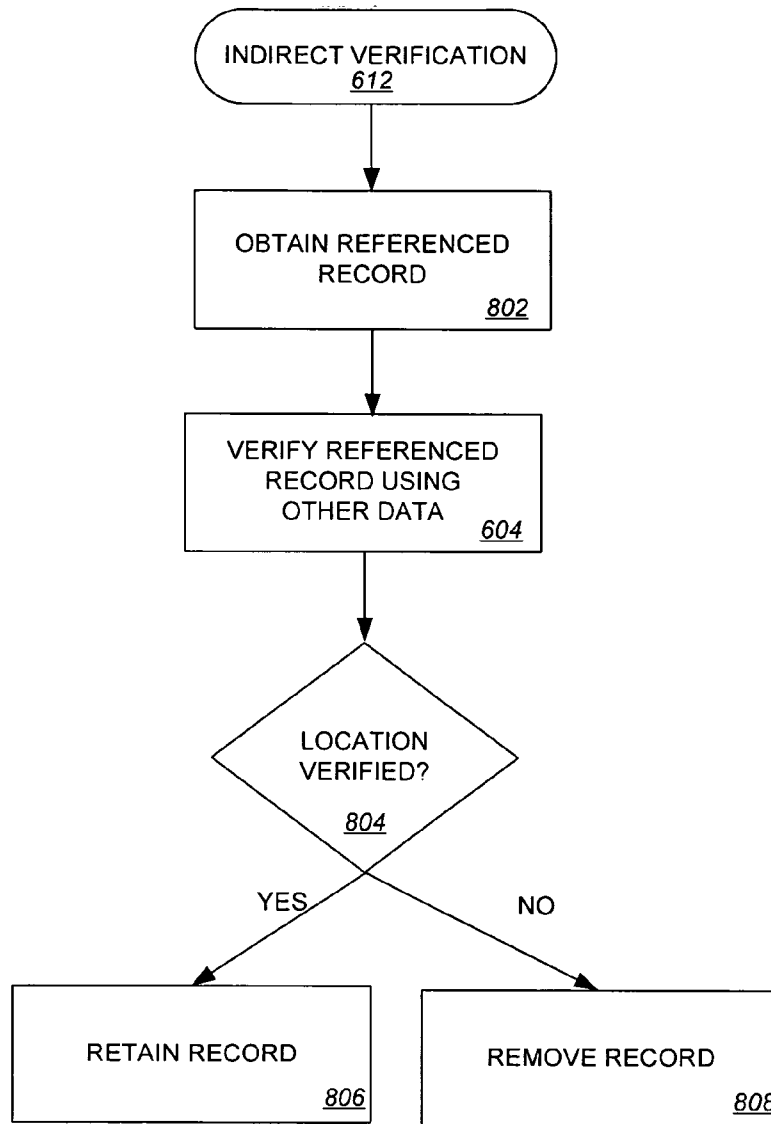 INDIRECT VERIFICATION
612
OBTAIN REFERENCED
RECORD
802
VERIFY REFERENCED
RECORD USING
OTHER DATA
604
LOCATION
VERIFIED?
804
YES
NO
RETAIN RECORD
806
REMOVE RECORD
808